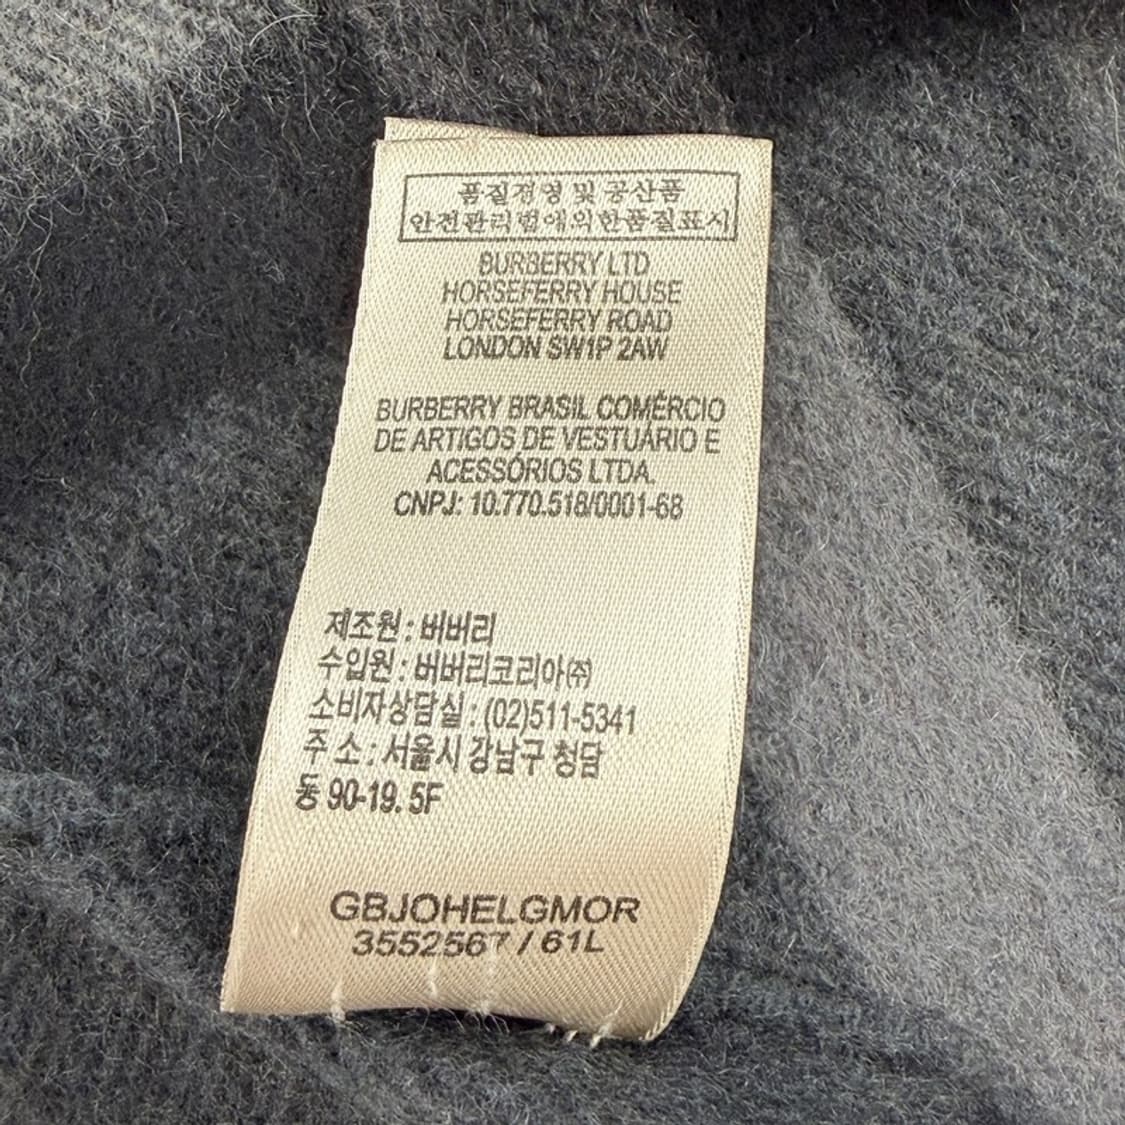 품질경영 및 공산품
안전관리법에의한품질표시
BURBERRY LTD
HORSEFERRY HOUSE
HORSEFERRY ROAD
LONDON SW1P 2AW
BURBERRY BRASIL COMÉRCIO
DE ARTIGOS DE VESTUÁRIO E
ACESSÓRIOS LTDA.
CNPJ: 10.770.518/0001-68
제조원 : 버버리
수입원 : 버버리코리아㈜
소비자상담실 : (02)511-5341
주 소 : 서울시 강남구 청담
동 90-19. 5F
GBJOHELGMOR
3552567 / 61L